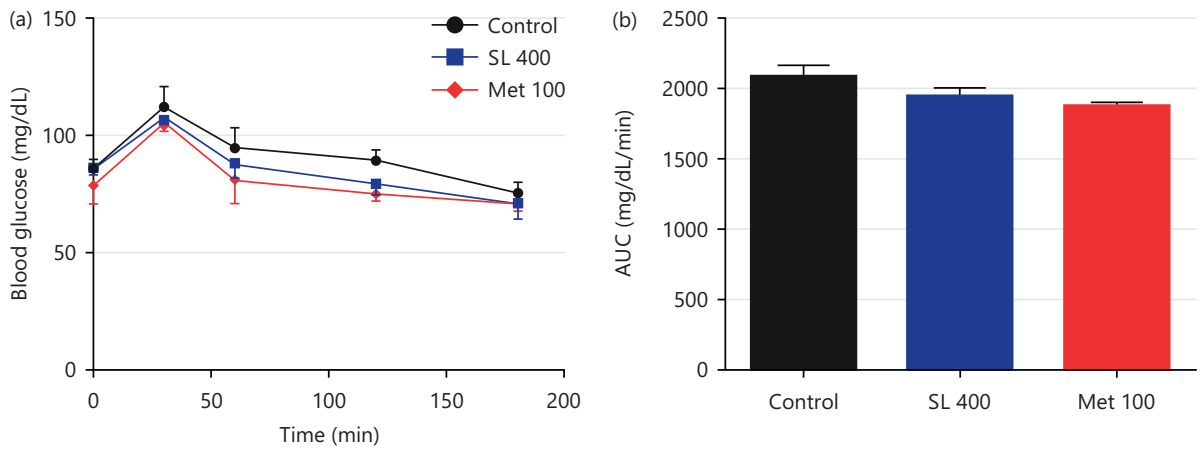 (a)
150
100
50
0
Blood glucose (mg/dL)
0 50 100 150 200
Time (min)
Control
SL 400
Met 100
(b)
2500
2000
1500
1000
500
0
AUC (mg/dL/min)
Control SL 400 Met 100